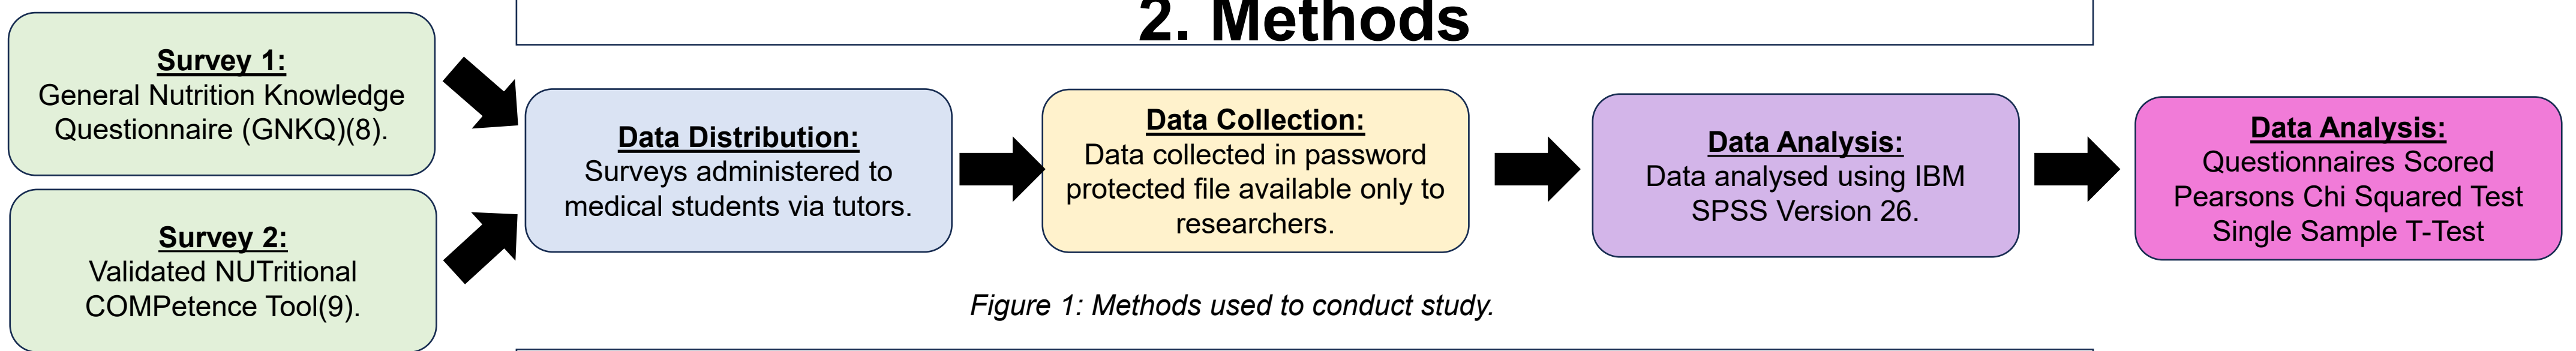 2. Methods
Survey 1:
General Nutrition Knowledge
Questionnaire (GNKQ)(8).
Survey 2:
Validated NUTritional
COMPetence Tool(9).
Data Distribution:
Surveys administered to
medical students via tutors.
Data Collection:
Data collected in password
protected file available only to
researchers.
Data Analysis:
Data analysed using IBM
SPSS Version 26.
Data Analysis:
Questionnaires Scored
Pearsons Chi Squared Test
Single Sample T-Test
Figure 1: Methods used to conduct study.